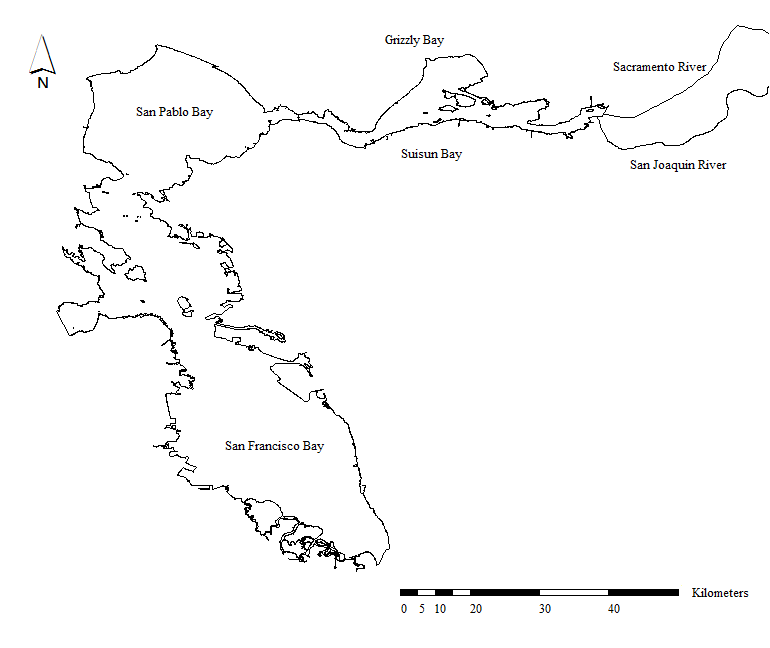 Grizzly Bay
Sacramento River
N
San Pablo Bay
Suisun Bay
San Joaquin River
San Francisco Bay
Kilometers
0 5 10 20 30 40